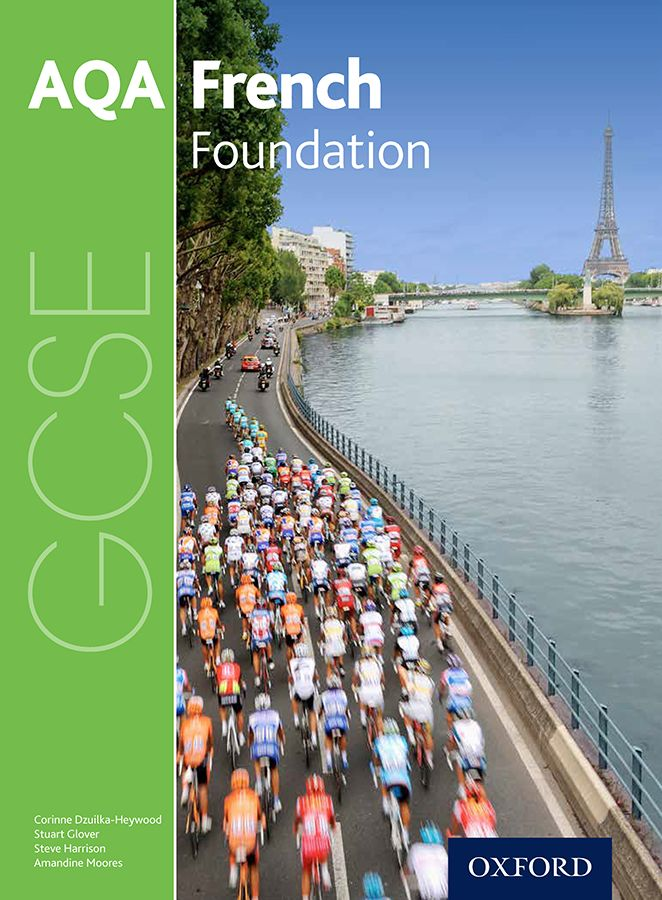 AQA French
Foundation
GCSE
Corinne Dzuilka-Heywood
Stuart Glover
Steve Harrison
Amandine Moores
OXFORD